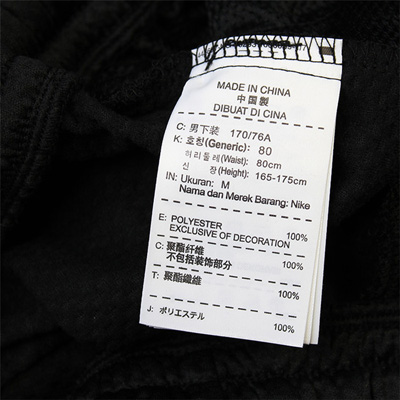 MADE IN CHINA
中國製
DIBUAT DI CINA
C: 男下装 170/76A
K: 호칭(Generic): 80
허리둘레(Waist): 80cm
신 장(Height): 165-175cm
IN: Ukuran: M
Nama dan Merek Barang: Nike
E: POLYESTER 100%
EXCLUSIVE OF DECORATION
C: 聚酯纤维 100%
不包括装饰部分
T: 聚酯纖維 100%
J: ポリエステル 100%